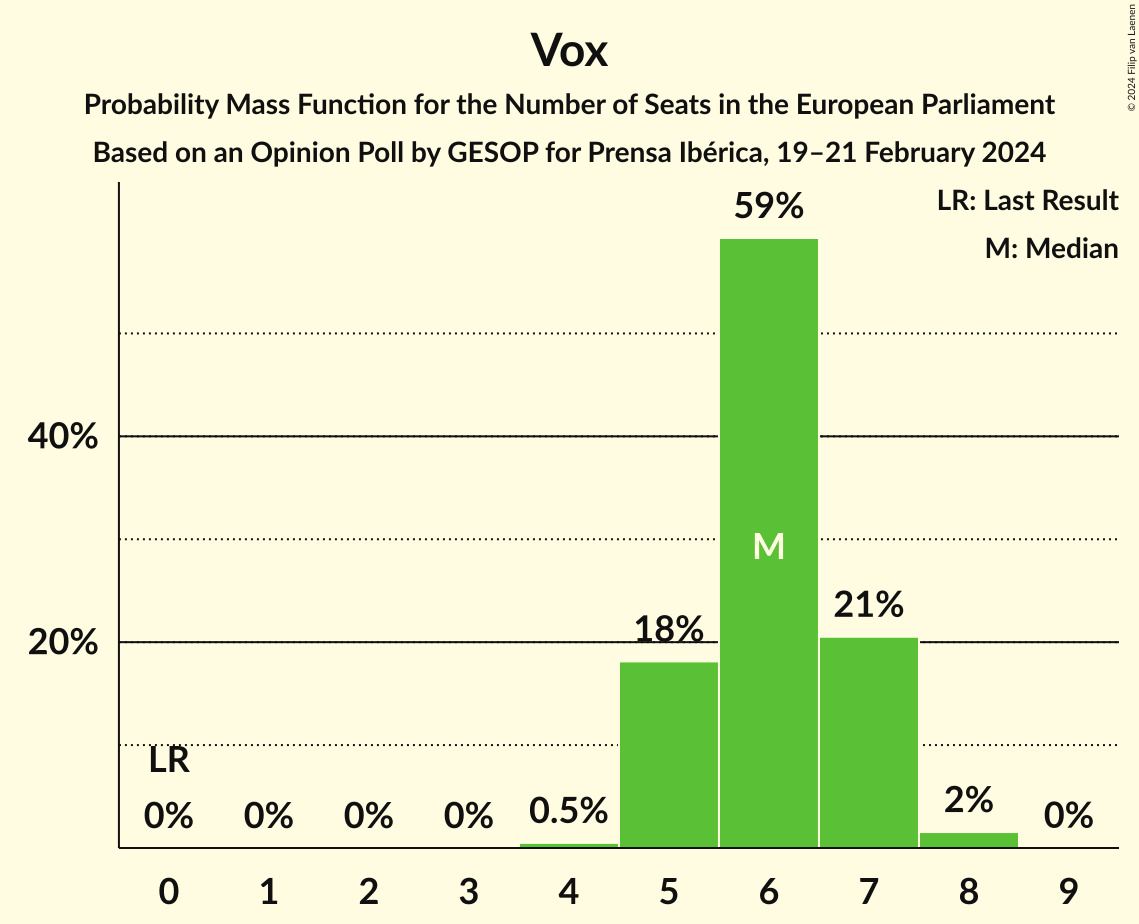 Vox
Probability Mass Function for the Number of Seats in the European Parliament
Based on an Opinion Poll by GESOP for Prensa Ibérica, 19–21 February 2024
© 2024 Filip van Laenen
LR: Last Result
M: Median
59%
40%
M
21%
18%
20%
LR
0% 0% 0% 0% 0.5% 2% 0%
0 1 2 3 4 5 6 7 8 9